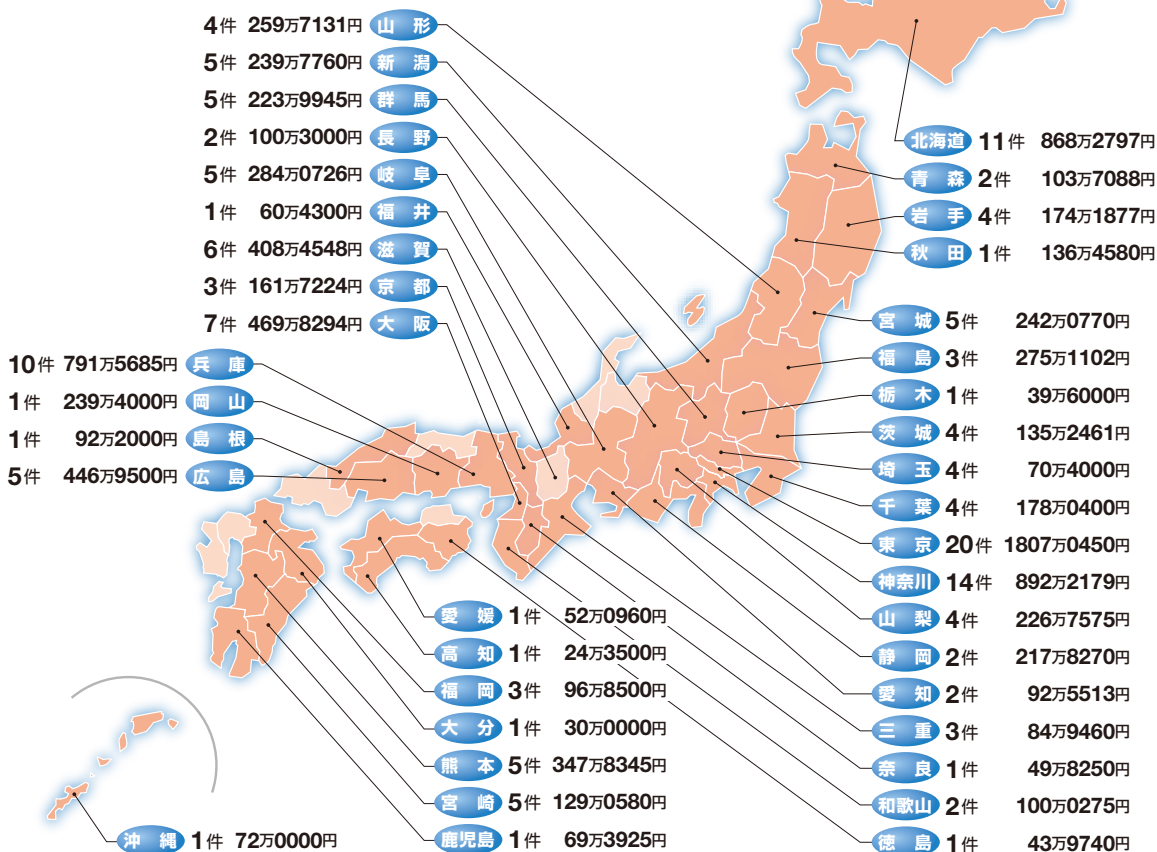 4件 259万7131円 山形
5件 239万7760円 新潟
5件 223万9945円 群馬
2件 100万3000円 長野
5件 284万0726円 岐阜
1件 60万4300円 福井
6件 408万4548円 滋賀
3件 161万7224円 京都
7件 469万8294円 大阪
10件 791万5685円 兵庫
1件 239万4000円 岡山
1件 92万2000円 島根
5件 446万9500円 広島
北海道 11件 868万2797円
青森 2件 103万7088円
岩手 4件 174万1877円
秋田 1件 136万4580円
宮城 5件 242万0770円
福島 3件 275万1102円
栃木 1件 39万6000円
茨城 4件 135万2461円
埼玉 4件 70万4000円
千葉 4件 178万0400円
東京 20件 1807万0450円
神奈川 14件 892万2179円
山梨 4件 226万7575円
静岡 2件 217万8270円
愛知 2件 92万5513円
三重 3件 84万9460円
奈良 1件 49万8250円
和歌山 2件 100万0275円
徳島 1件 43万9740円
愛媛 1件 52万0960円
高知 1件 24万3500円
福岡 3件 96万8500円
大分 1件 30万0000円
熊本 5件 347万8345円
宮崎 5件 129万0580円
鹿児島 1件 69万3925円
沖縄 1件 72万0000円